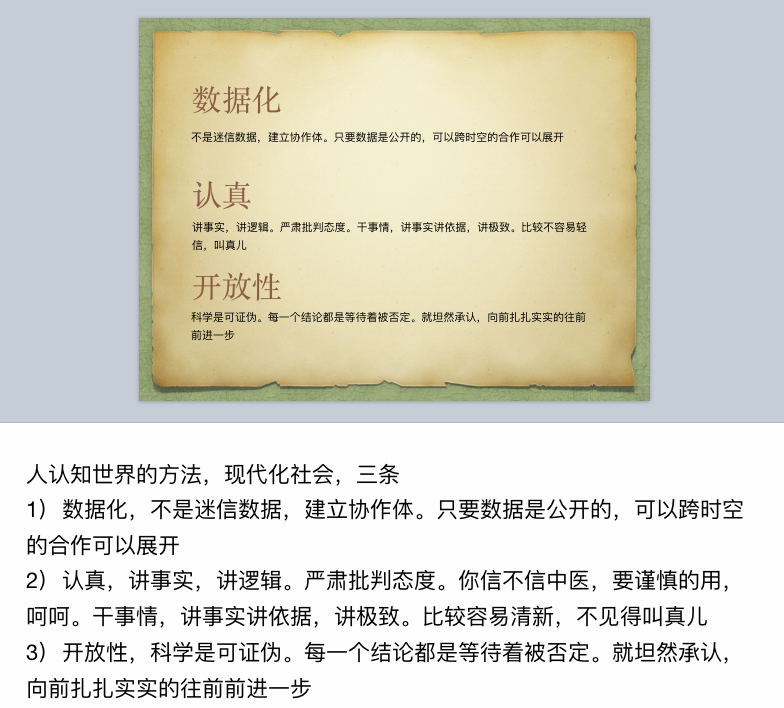 数据化
不是迷信数据，建立协作体。只要数据是公开的，可以跨时空的合作可以展开
认真
讲事实，讲逻辑。严肃批判态度。干事情，讲事实讲依据，讲极致。比较不容易轻
信，叫真儿
开放性
科学是可证伪。每一个结论都是等待着被否定。就坦然承认，向前扎扎实实的往前
前进一步
人认知世界的方法，现代化社会，三条
1）数据化，不是迷信数据，建立协作体。只要数据是公开的，可以跨时空
的合作可以展开
2）认真，讲事实，讲逻辑。严肃批判态度。你信不信中医，要谨慎的用，
呵呵。干事情，讲事实讲依据，讲极致。比较容易清新，不见得叫真儿
3）开放性，科学是可证伪。每一个结论都是等待着被否定。就坦然承认，
向前扎扎实实的往前前进一步